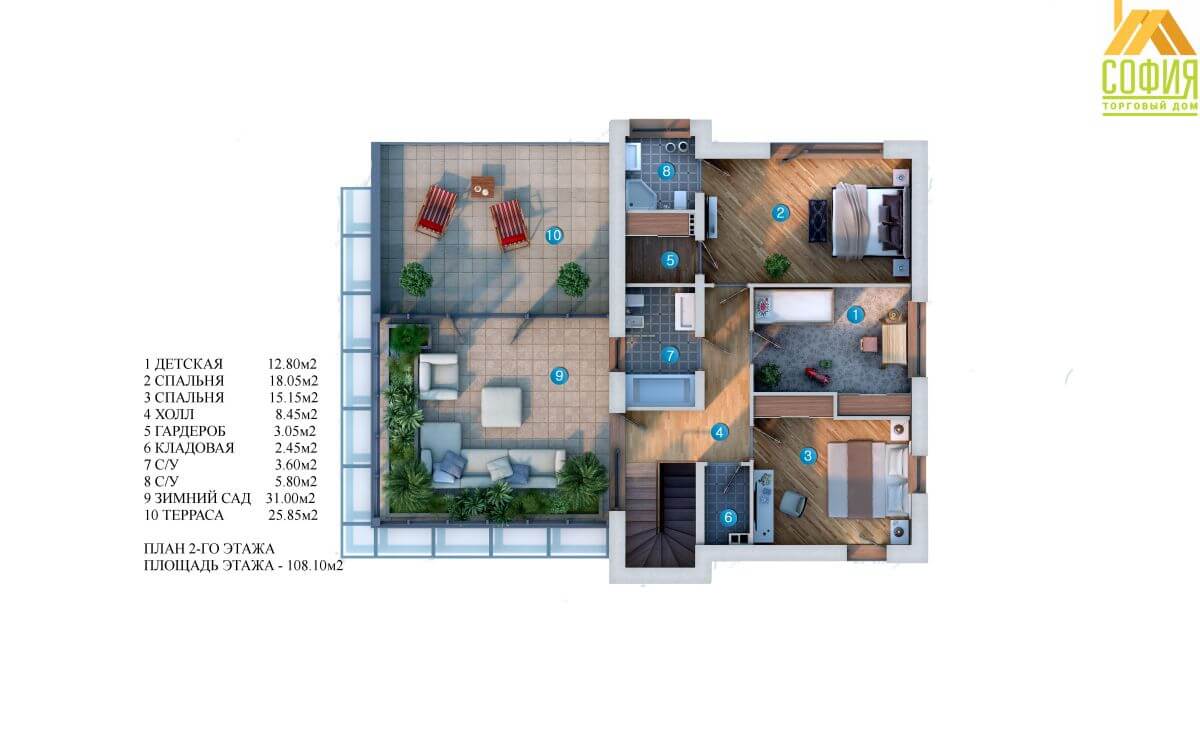 СОФИЯ
ТОРГОВЫЙ ДОМ
8
2
10
5
1
7
9
4
3
6
1 ДЕТСКАЯ 12.80м2
2 СПАЛЬНЯ 18.05м2
3 СПАЛЬНЯ 15.15м2
4 ХОЛЛ 8.45м2
5 ГАРДЕРОБ 3.05м2
6 КЛАДОВАЯ 2.45м2
7 С/У 3.60м2
8 С/У 5.80м2
9 ЗИМНИЙ САД 31.00м2
10 ТЕРРАСА 25.85м2
ПЛАН 2-ГО ЭТАЖА
ПЛОЩАДЬ ЭТАЖА - 108.10м2